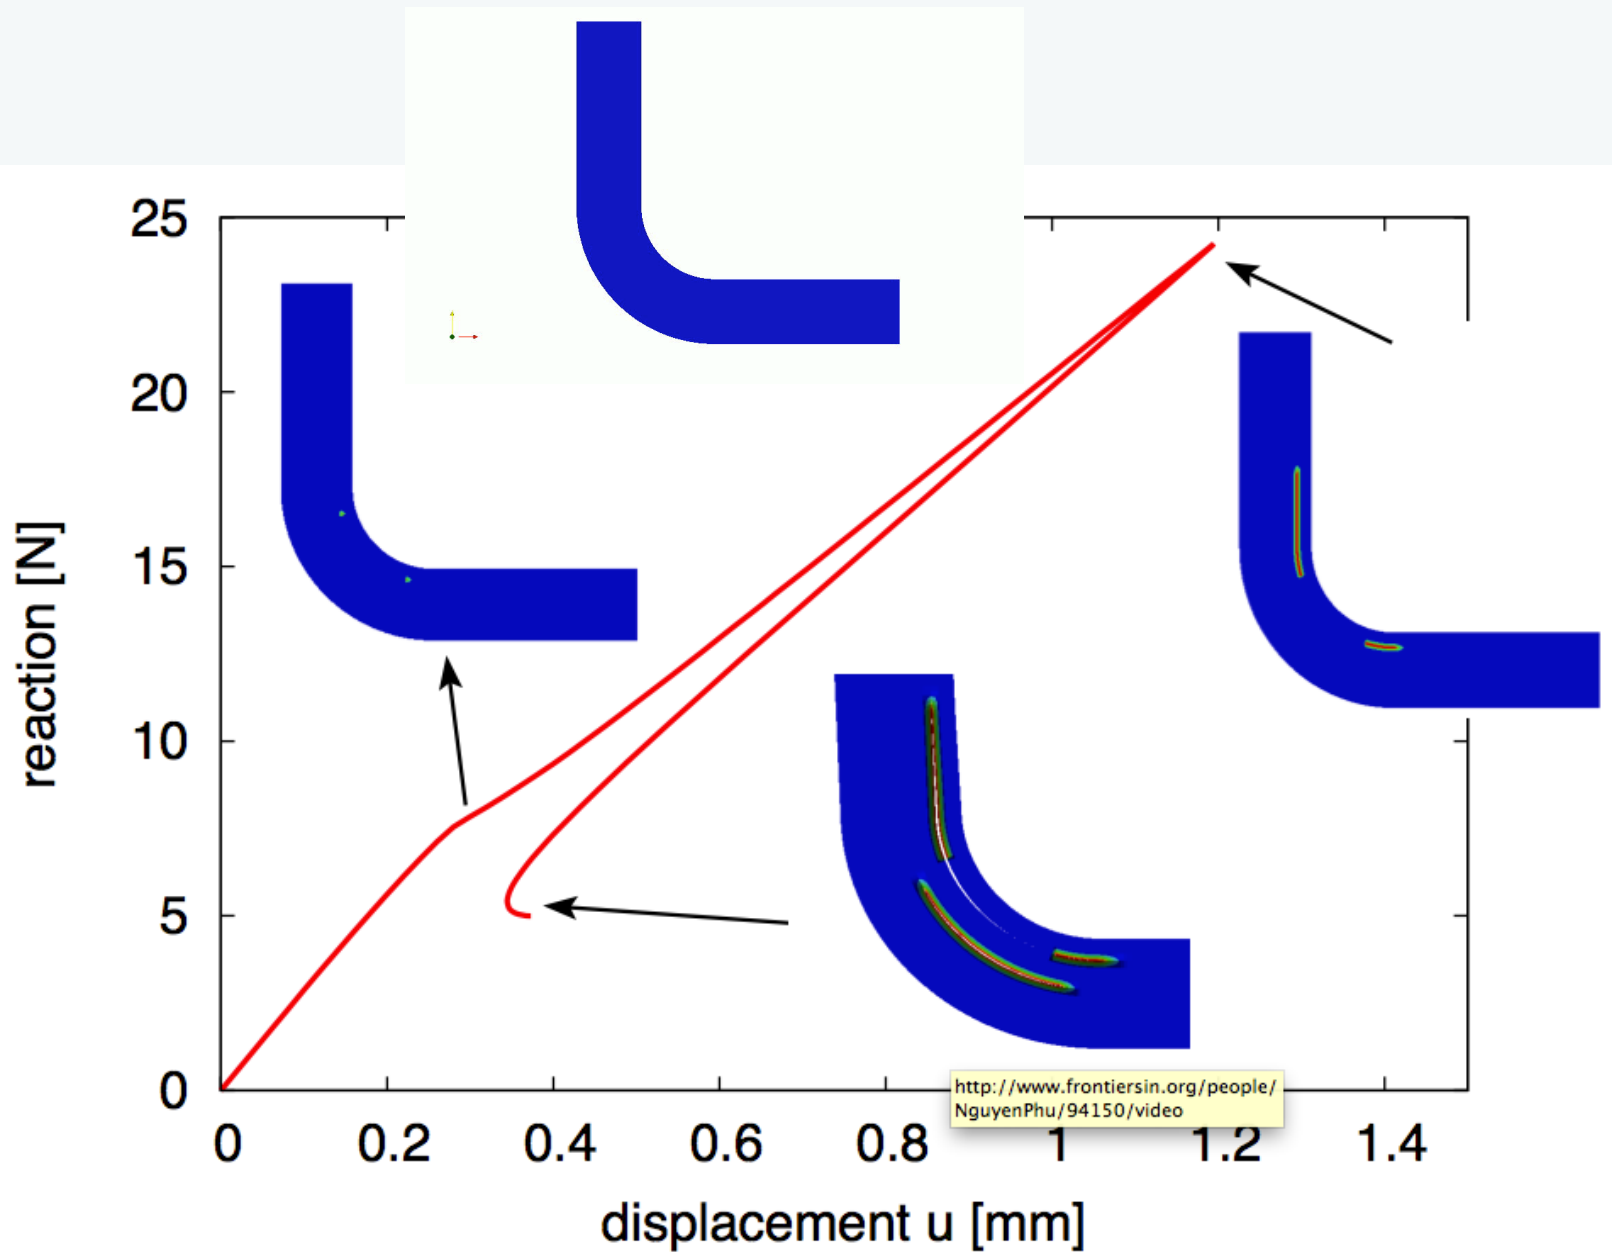 25
20
15
10
5
0
reaction [N]
0 0.2 0.4 0.6 0.8 1 1.2 1.4
displacement u [mm]
http://www.frontiersin.org/people/
NguyenPhu/94150/video